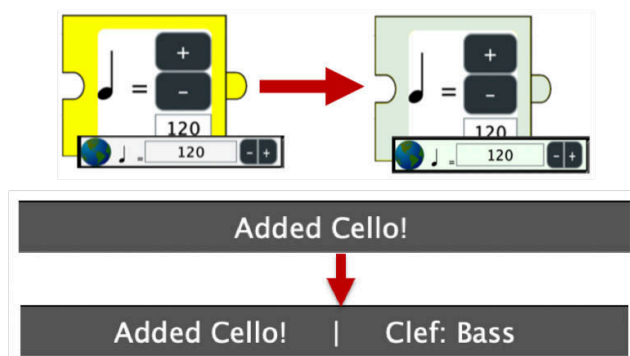 ♩ = + − 120
♩ = 120 - +
♩ = + − 120
♩ = 120 - +
Added Cello!
Added Cello! | Clef: Bass